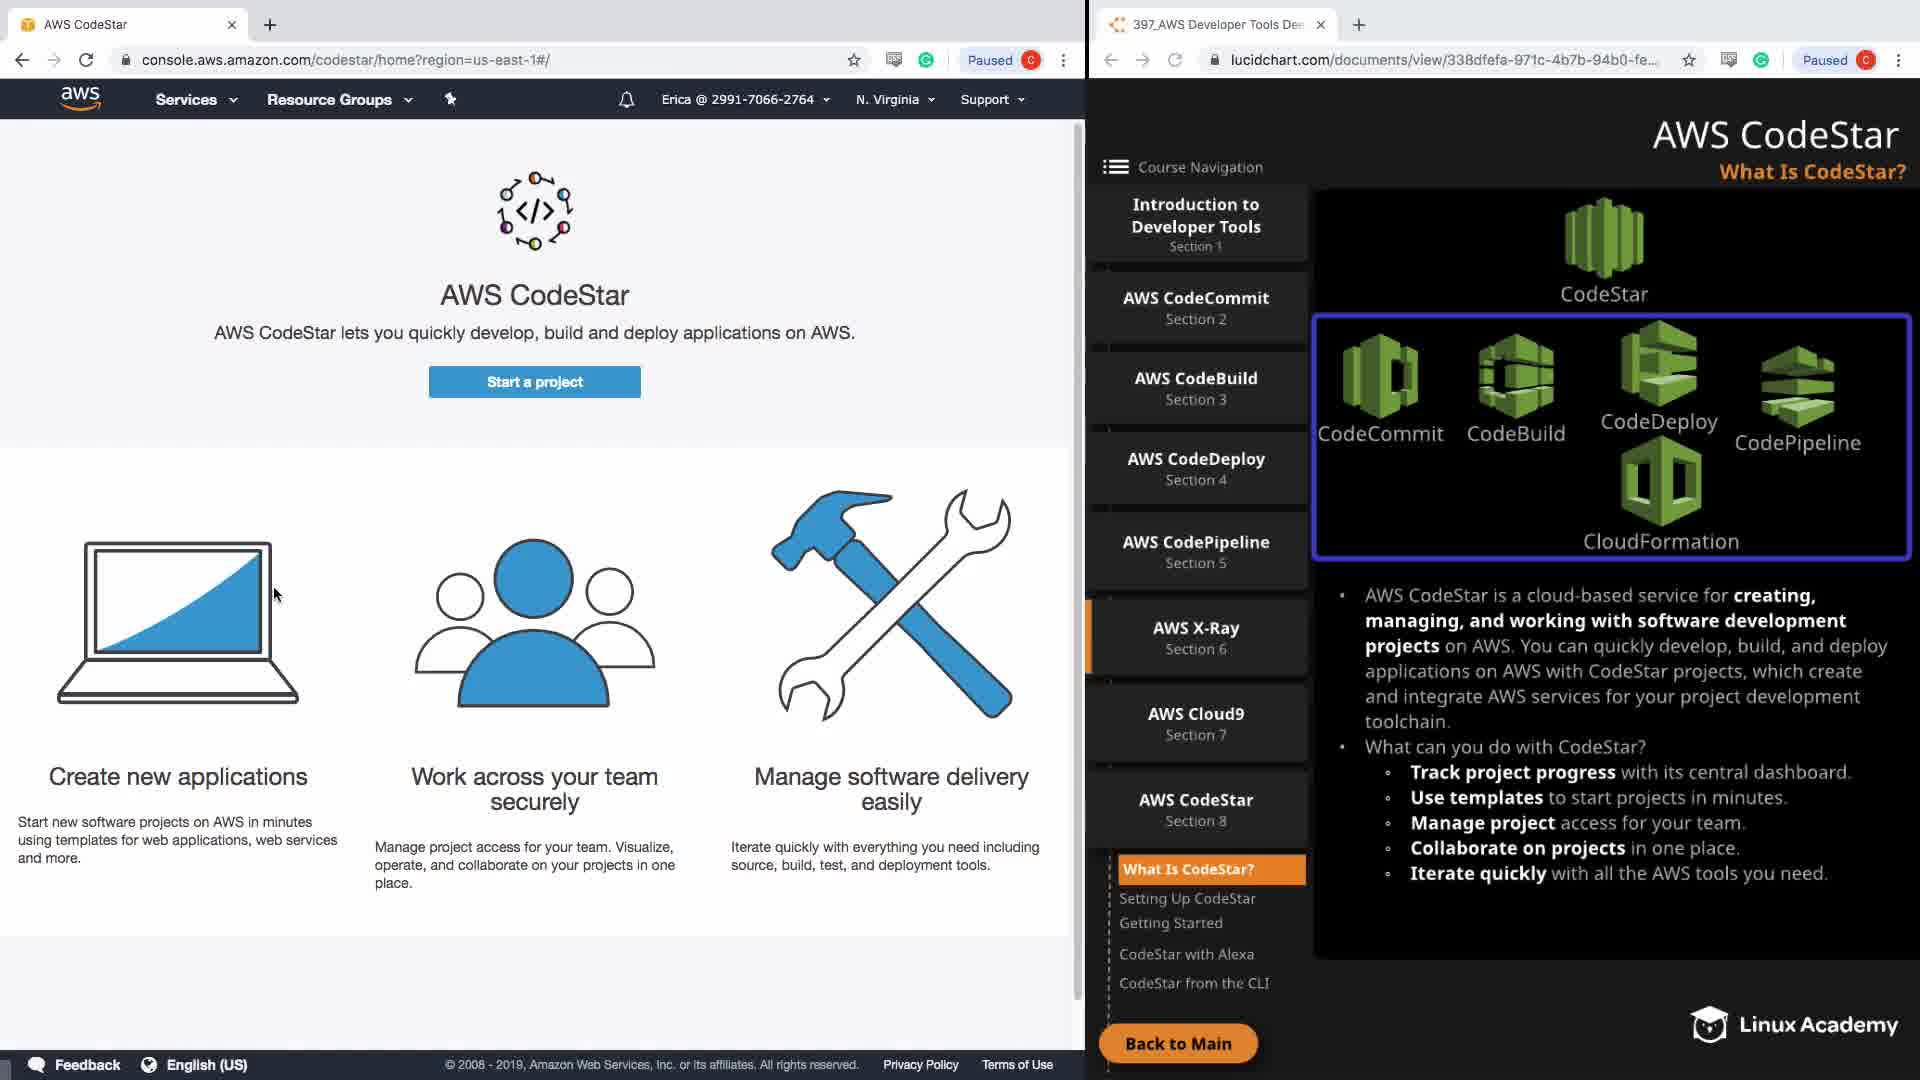 AWS CodeStar
console.aws.amazon.com/codestar/home?region=us-east-1#/
Paused
C
aws
Services
Resource Groups
Erica @ 2991-7066-2764
N. Virginia
Support
</>
AWS CodeStar
AWS CodeStar lets you quickly develop, build and deploy applications on AWS.
Start a project
Create new applications
Start new software projects on AWS in minutes
using templates for web applications, web services
and more.
Work across your team
securely
Manage project access for your team. Visualize,
operate, and collaborate on your projects in one
place.
Manage software delivery
easily
Iterate quickly with everything you need including
source, build, test, and deployment tools.
Feedback
English (US)
© 2008 - 2019, Amazon Web Services, Inc. or its affiliates. All rights reserved.
Privacy Policy
Terms of Use
397_AWS Developer Tools Dee
lucidchart.com/documents/view/338dfefa-971c-4b7b-94b0-fe...
Paused
C
AWS CodeStar
What Is CodeStar?
Course Navigation
Introduction to
Developer Tools
Section 1
AWS CodeCommit
Section 2
AWS CodeBuild
Section 3
AWS CodeDeploy
Section 4
AWS CodePipeline
Section 5
AWS X-Ray
Section 6
AWS Cloud9
Section 7
AWS CodeStar
Section 8
What Is CodeStar?
Setting Up CodeStar
Getting Started
CodeStar with Alexa
CodeStar from the CLI
Back to Main
CodeStar
CodeCommit
CodeBuild
CodeDeploy
CodePipeline
CloudFormation
• AWS CodeStar is a cloud-based service for creating,
managing, and working with software development
projects on AWS. You can quickly develop, build, and deploy
applications on AWS with CodeStar projects, which create
and integrate AWS services for your project development
toolchain.
• What can you do with CodeStar?
◦ Track project progress with its central dashboard.
◦ Use templates to start projects in minutes.
◦ Manage project access for your team.
◦ Collaborate on projects in one place.
◦ Iterate quickly with all the AWS tools you need.
Linux Academy